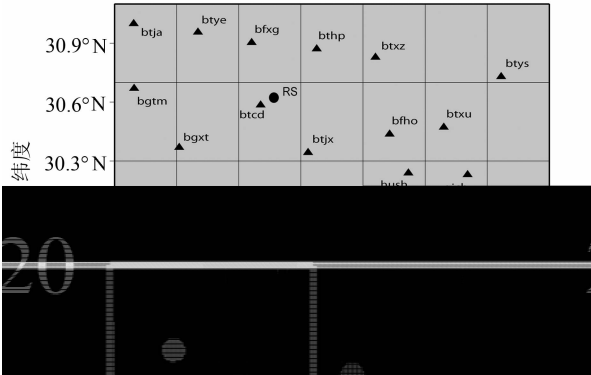 btja
btye
bfxg
bthp
btxz
btys
30.9°N
bgtm
RS
30.6°N
btcd
bfho
btxu
bgxt
btjx
30.3°N
纬度
20